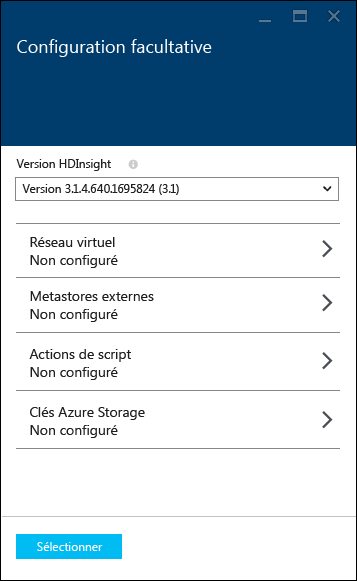 Configuration facultative
Version HDInsight
Version 3.1.4.640.1695824 (3.1)
Réseau virtuel
Non configuré
Metastores externes
Non configuré
Actions de script
Non configuré
Clés Azure Storage
Non configuré
Sélectionner